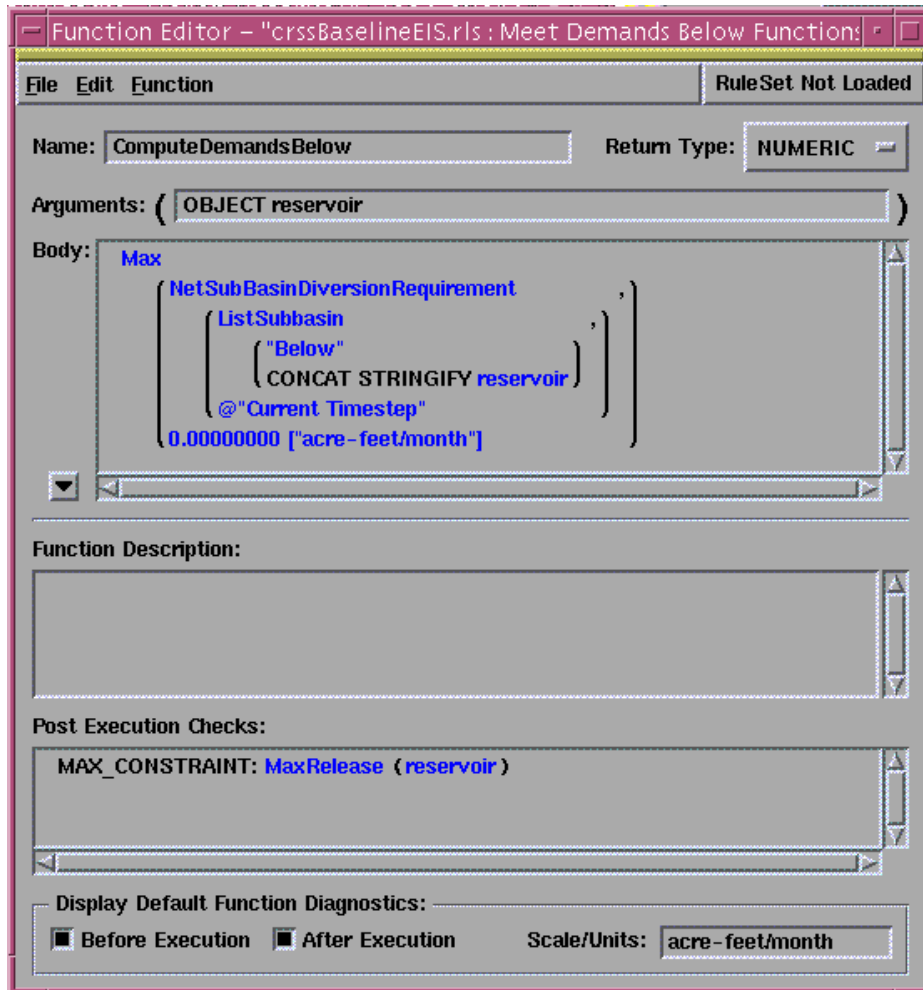 Function Editor – "crssBaselineEIS.rls : Meet Demands Below Functions
File Edit Function RuleSet Not Loaded
Name: ComputeDemandsBelow Return Type: NUMERIC
Arguments: ( OBJECT reservoir )
Body:
Max
( NetSubBasinDiversionRequirement ,
( ListSubbasin ,
( "Below"
CONCAT STRINGIFY reservoir )
@"Current Timestep" )
0.00000000 ["acre-feet/month"] )
Function Description:
Post Execution Checks:
MAX_CONSTRAINT: MaxRelease ( reservoir )
Display Default Function Diagnostics:
Before Execution After Execution Scale/Units: acre-feet/month